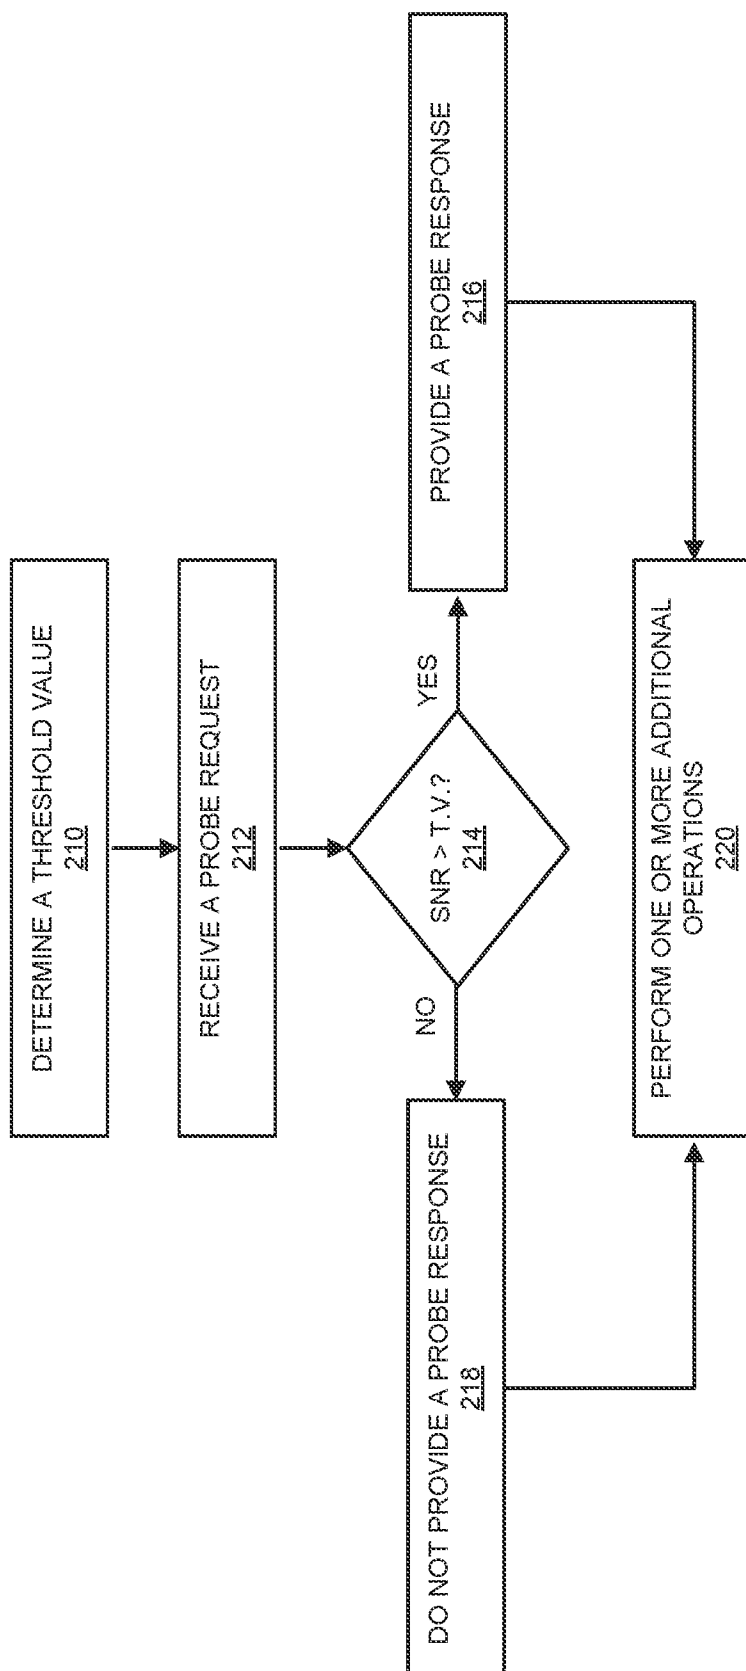 DETERMINE A THRESHOLD VALUE
210
RECEIVE A PROBE REQUEST
212
SNR > T.V.?
214
NO
YES
DO NOT PROVIDE A PROBE RESPONSE
218
PROVIDE A PROBE RESPONSE
216
PERFORM ONE OR MORE ADDITIONAL
OPERATIONS
220